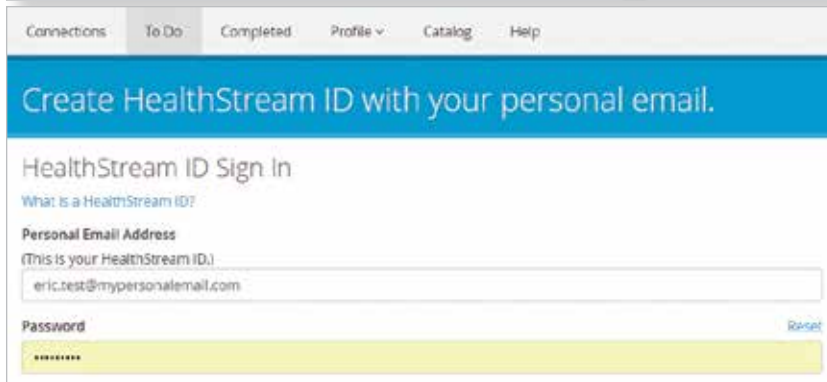 Connections To Do Completed Profile Catalog Help
Create HealthStream ID with your personal email.
HealthStream ID Sign In
What is a HealthStream ID?
Personal Email Address
(This is your HealthStream ID.)
eric.test@mypersonalemail.com
Password Reset
•••••••••